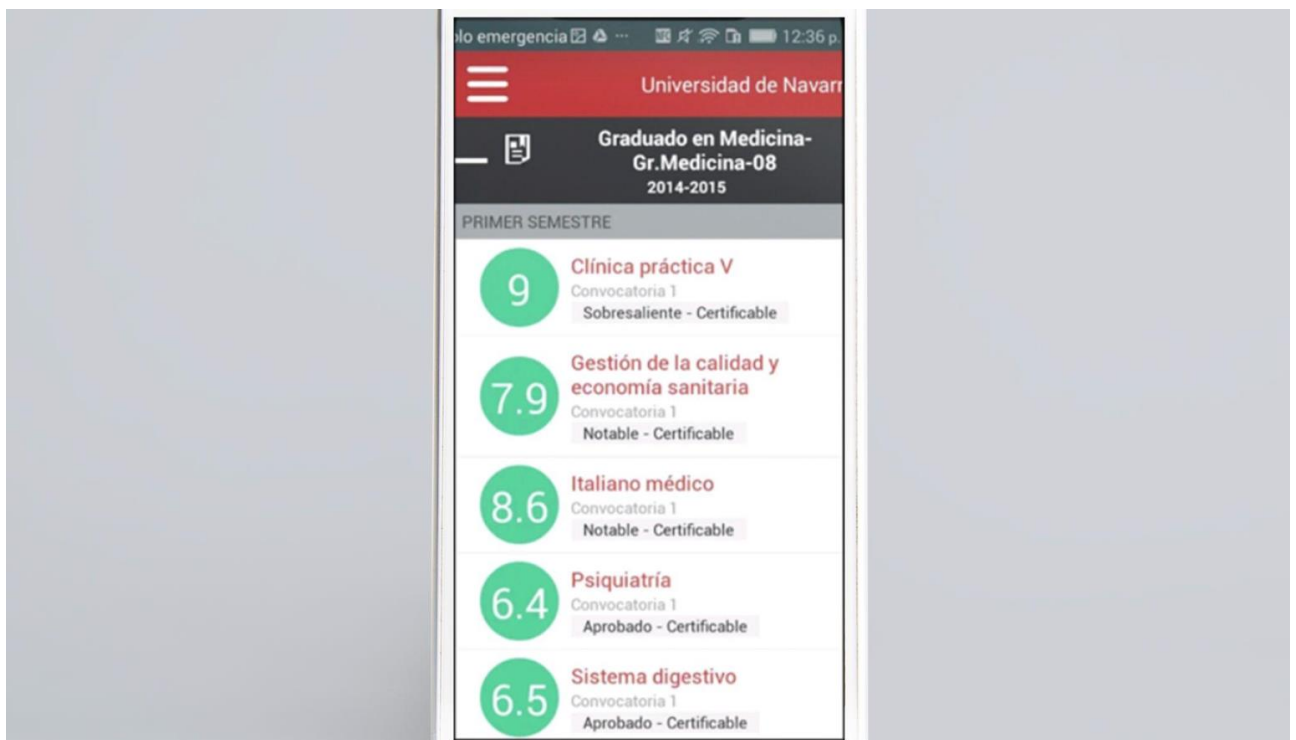 emergencia
12:36 p.
Universidad de
Graduado en Medicina-
Gr.Medicina-08
2014-2015
PRIMER SEMESTRE
9
Clínica práctica V
Convocatoria 1
Sobresaliente - Certificable
7.9
Gestión de la calidad y
economía sanitaria
Convocatoria 1
Notable - Certificable
8.6
Italiano médico
Convocatoria 1
Notable - Certificable
6.4
Psiquiatría
Convocatoria 1
Aprobado - Certificable
6.5
Sistema digestivo
Convocatoria 1
Aprobado - Certificable